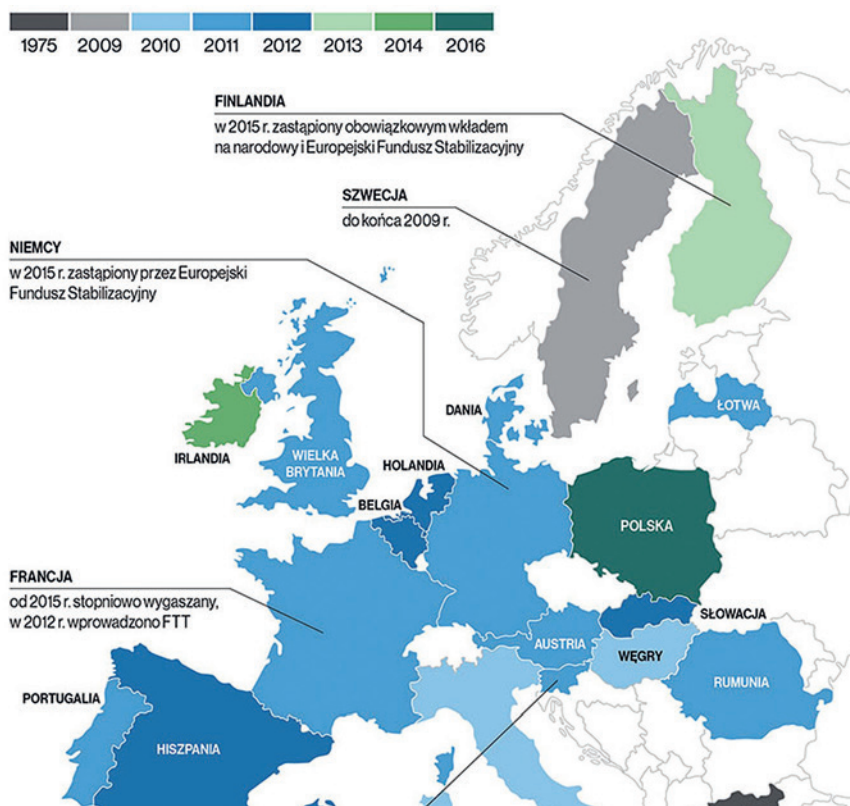 1975 2009 2010 2011 2012 2013 2014 2016
FINLANDIA
w 2015 r. zastąpiony obowiązkowym wkładem
na narodowy i Europejski Fundusz Stabilizacyjny
SZWECJA
do końca 2009 r.
NIEMCY
w 2015 r. zastąpiony przez Europejski
Fundusz Stabilizacyjny
DANIA
ŁOTWA
IRLANDIA
WIELKA
BRYTANIA
HOLANDIA
BELGIA
POLSKA
FRANCJA
od 2015 r. stopniowo wygaszany,
w 2012 r. wprowadzono FTT
SŁOWACJA
AUSTRIA
WĘGRY
RUMUNIA
PORTUGALIA
HISZPANIA